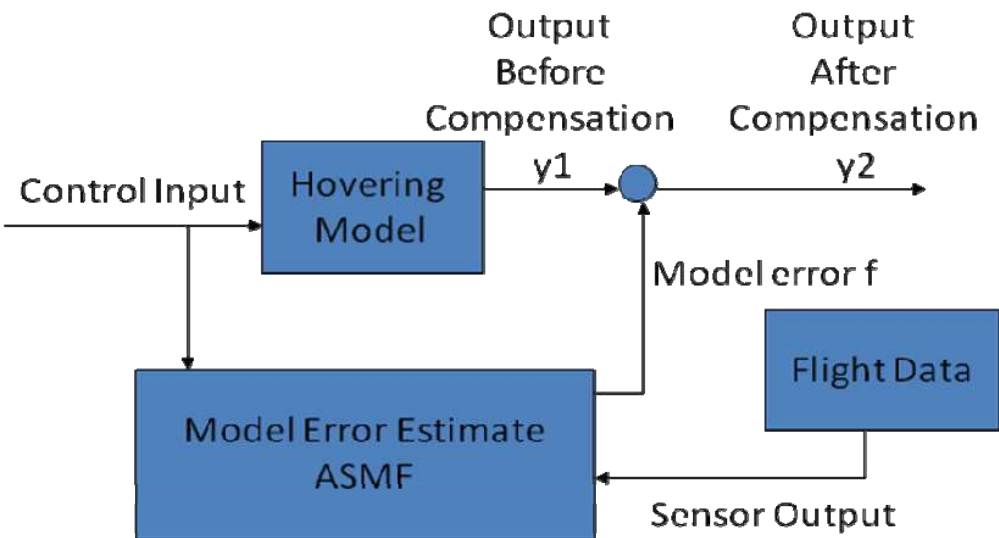 Output
Before
Compensation
y1
Output
After
Compensation
y2
Control Input
Hovering
Model
Model error f
Flight Data
Model Error Estimate
ASMF
Sensor Output